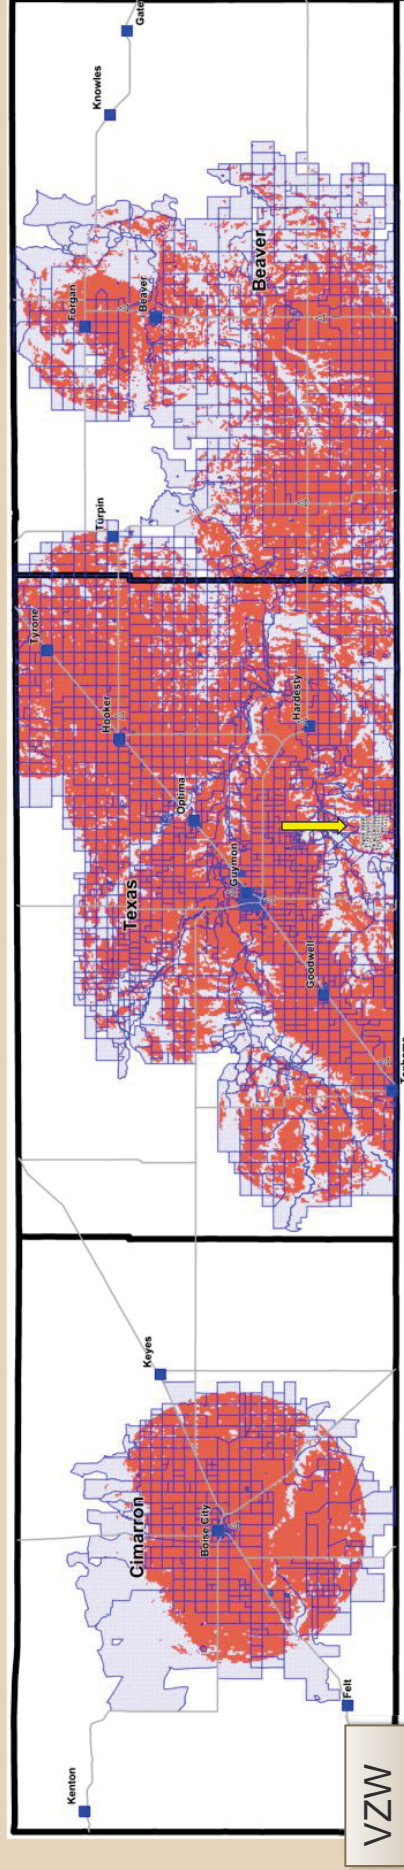 VZW
Kenton
Felt
Cimarron
Boise City
Keyes
Texhoma
Goodwell
Texas
Guymon
Optima
Hardesty
Hooker
Tyrone
Turpin
Forgan
Beaver
Beaver
Knowles
Gate